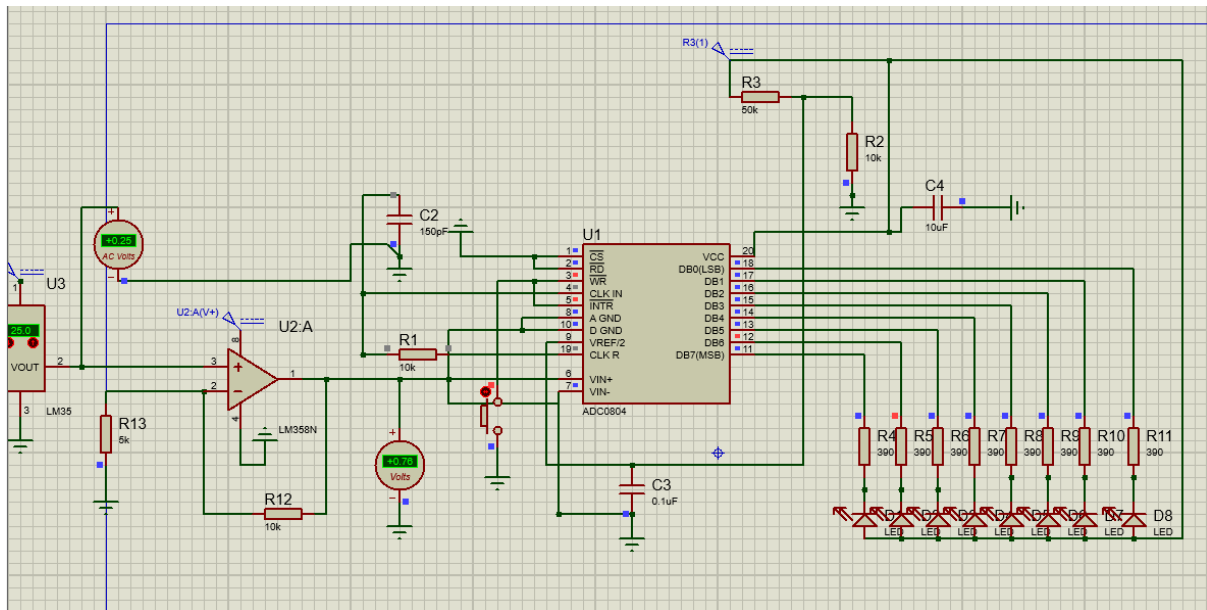 R3(1)
R3
50k
R2
10k
C4
10uF
+0.25
AC Volts
C2
150pF
U3
1
25.0
VOUT
2
3
LM35
U2:A(V+)
U2:A
8
3
2
1
4
LM358N
R13
5k
R12
10k
R1
10k
+0.76
Volts
U1
1 CS
2 RD
3 WR
4 CLK IN
5 INTR
8 A GND
10 D GND
9 VREF/2
19 CLK R
6 VIN+
7 VIN-
VCC 20
DB0(LSB) 18
DB1 17
DB2 16
DB3 15
DB4 14
DB5 13
DB6 12
DB7(MSB) 11
ADC0804
C3
0.1uF
R4 R5 R6 R7 R8 R9 R10 R11
390 390 390 390 390 390 390 390
D8
LED LED LED LED LED LED LED LED